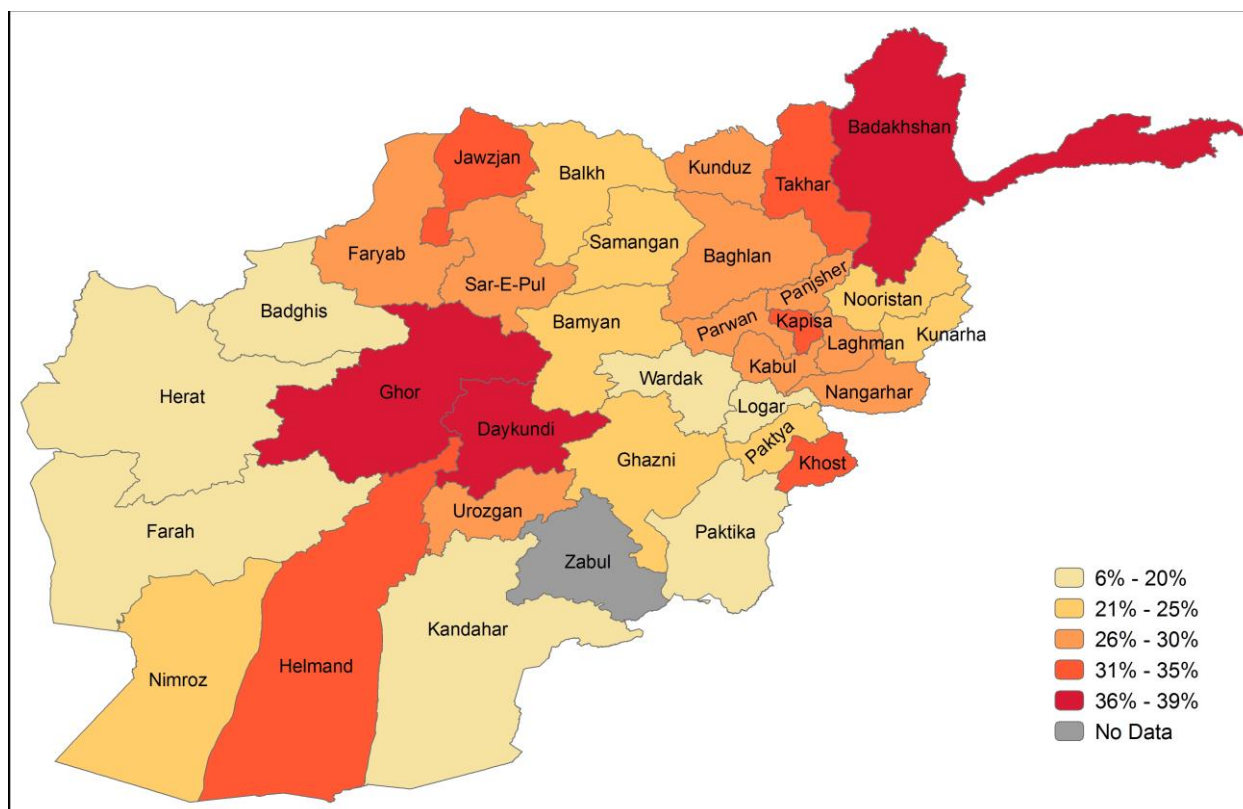 Badakhshan
Jawzjan
Balkh
Kunduz
Takhar
Samangan
Faryab
Baghlan
Sar-E-Pul
Panjsher
Nooristan
Badghis
Bamyan
Parwan
Kapisa
Kunarha
Laghman
Kabul
Wardak
Nangarhar
Herat
Ghor
Logar
Daykundi
Paktya
Ghazni
Khost
Urozgan
Farah
Paktika
Zabul
Kandahar
Helmand
Nimroz
6% - 20%
21% - 25%
26% - 30%
31% - 35%
36% - 39%
No Data